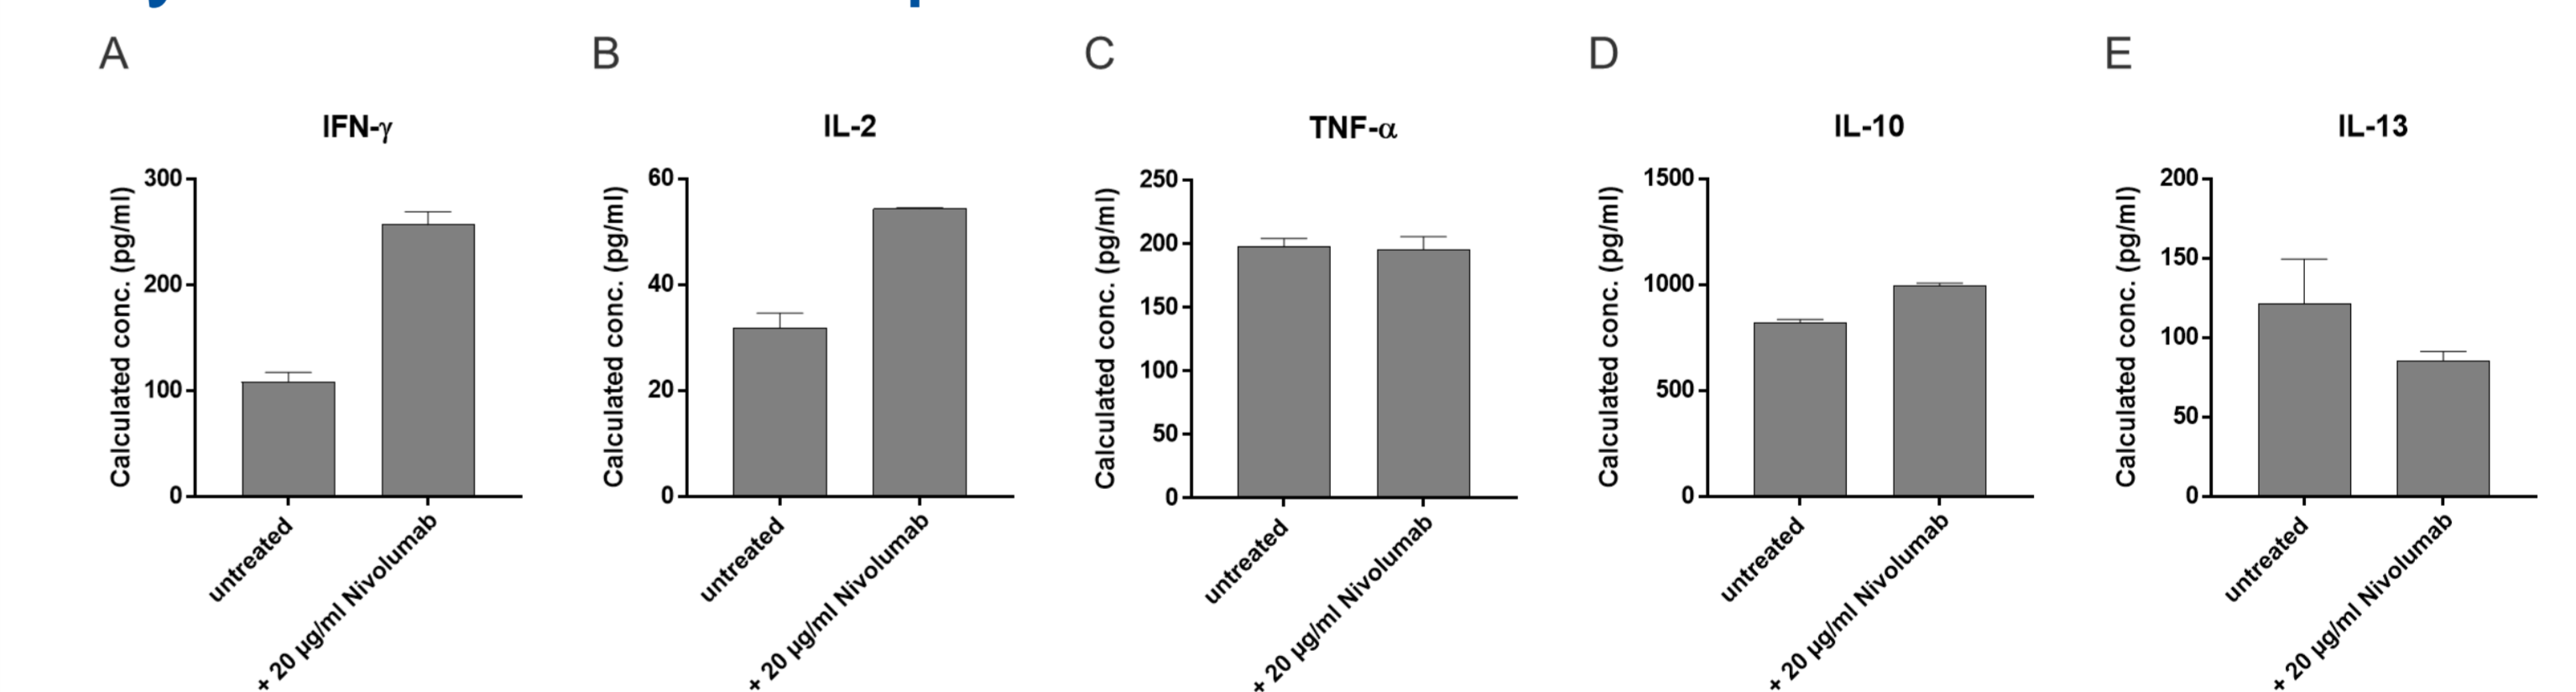 A
B
C
D
E
IFN-γ
Calculated conc. (pg/ml)
300
200
100
0
untreated
+ 20 µg/ml Nivolumab
IL-2
Calculated conc. (pg/ml)
60
40
20
0
untreated
+ 20 µg/ml Nivolumab
TNF-α
Calculated conc. (pg/ml)
250
200
150
100
50
0
untreated
+ 20 µg/ml Nivolumab
IL-10
Calculated conc. (pg/ml)
1500
1000
500
0
untreated
+ 20 µg/ml Nivolumab
IL-13
Calculated conc. (pg/ml)
200
150
100
50
0
untreated
+ 20 µg/ml Nivolumab